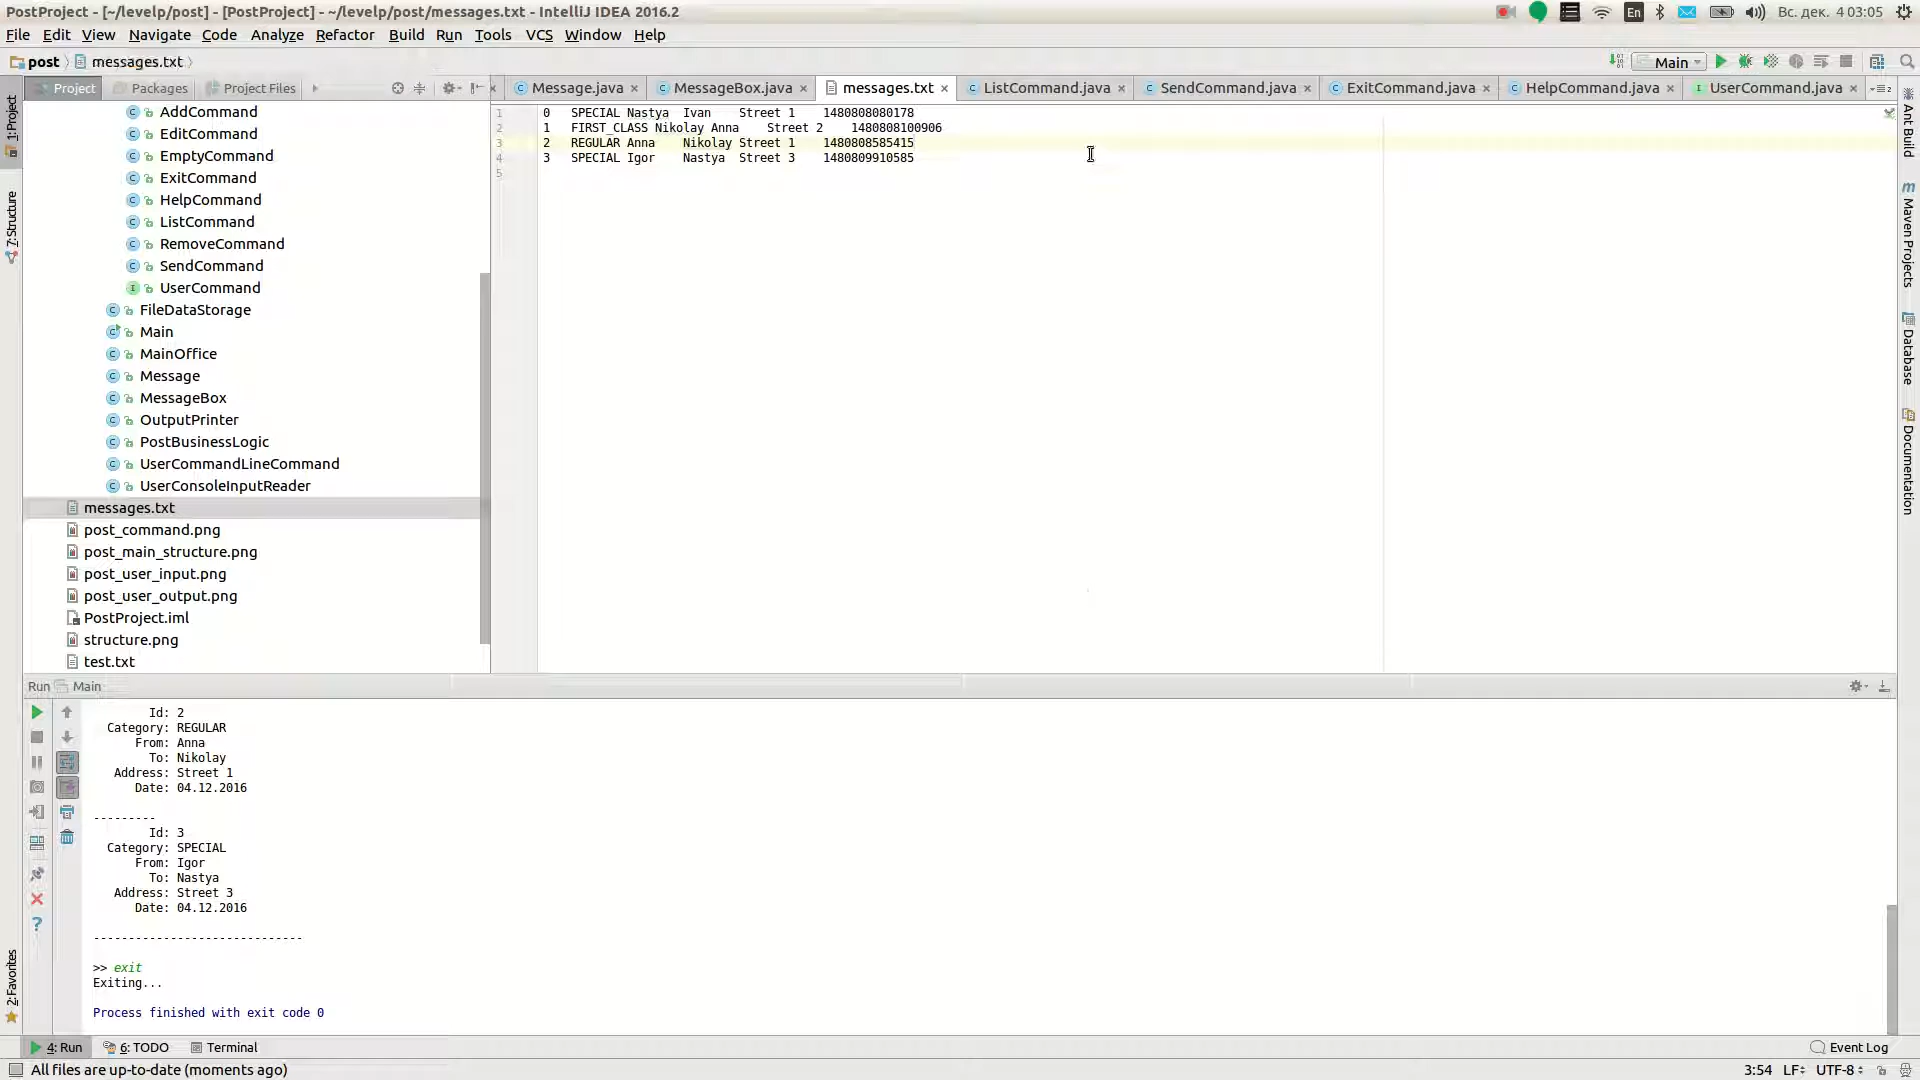 PostProject - [~/levelp/post] - [PostProject] - ~/levelp/post/messages.txt - IntelliJ IDEA 2016.2
En
Вс. дек. 4 03:05
File Edit View Navigate Code Analyze Refactor Build Run Tools VCS Window Help
post messages.txt
Main
Project Packages Project Files
Message.java MessageBox.java messages.txt ListCommand.java SendCommand.java ExitCommand.java HelpCommand.java UserCommand.java
1 0 SPECIAL Nastya Ivan Street 1 1480808080178
2 1 FIRST_CLASS Nikolay Anna Street 2 1480808100906
3 2 REGULAR Anna Nikolay Street 1 1480808585415
4 3 SPECIAL Igor Nastya Street 3 1480809910585
5
1: Project
7: Structure
2: Favorites
AddCommand
EditCommand
EmptyCommand
ExitCommand
HelpCommand
ListCommand
RemoveCommand
SendCommand
UserCommand
FileDataStorage
Main
MainOffice
Message
MessageBox
OutputPrinter
PostBusinessLogic
UserCommandLineCommand
UserConsoleInputReader
messages.txt
post_command.png
post_main_structure.png
post_user_input.png
post_user_output.png
PostProject.iml
structure.png
test.txt
Ant Build
Maven Projects
Database
Documentation
Run Main
Id: 2
Category: REGULAR
From: Anna
To: Nikolay
Address: Street 1
Date: 04.12.2016
---------
Id: 3
Category: SPECIAL
From: Igor
To: Nastya
Address: Street 3
Date: 04.12.2016
------------------------------
>> exit
Exiting...
Process finished with exit code 0
4: Run 6: TODO Terminal
Event Log
All files are up-to-date (moments ago)
3:54 LF UTF-8